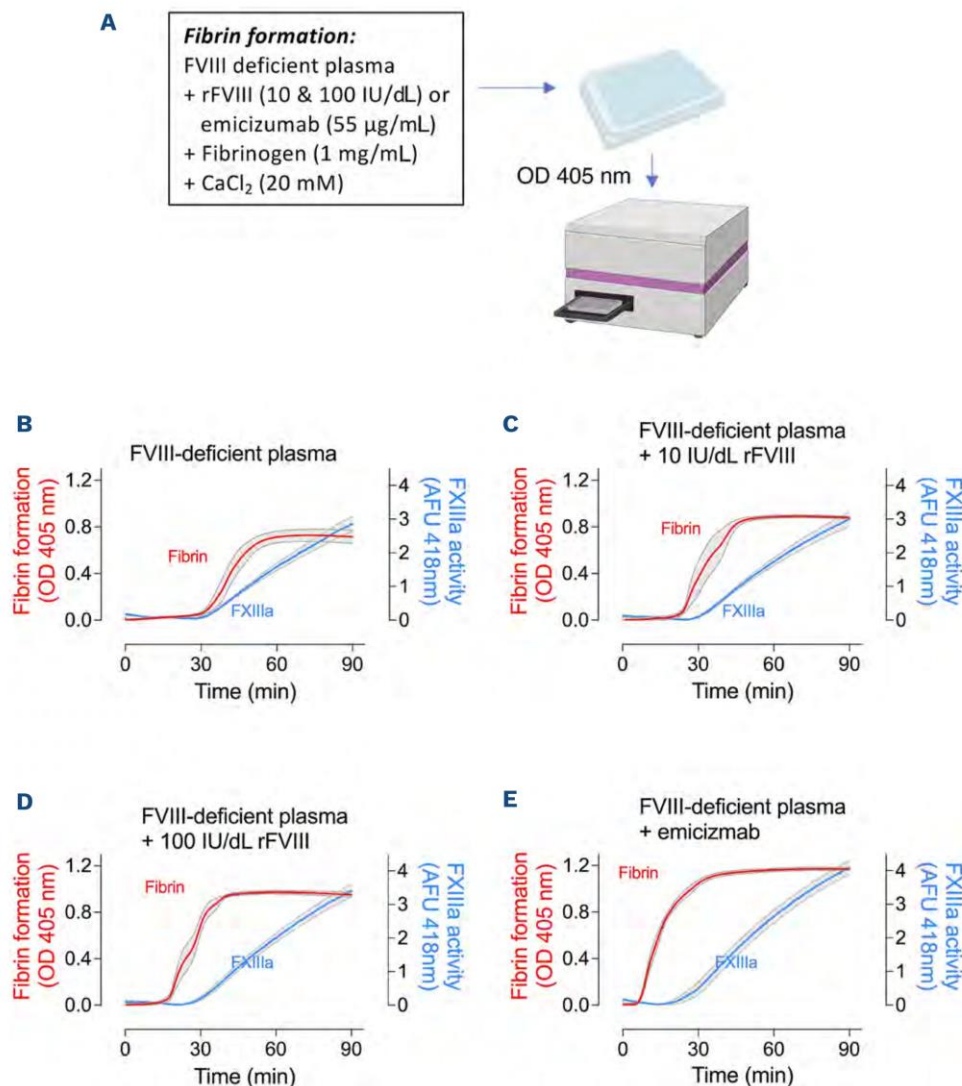 A
Fibrin formation:
FVIII deficient plasma
+ rFVIII (10 & 100 IU/dL) or
emicizumab (55 µg/mL)
+ Fibrinogen (1 mg/mL)
+ CaCl₂ (20 mM)
OD 405 nm
B
FVIII-deficient plasma
Fibrin formation
(OD 405 nm)
1.2
0.8
0.4
0.0
Fibrin
FXIIIa
4
3
2
1
0
FXIIIa activity
(AFU 418nm)
0 30 60 90
Time (min)
C
FVIII-deficient plasma
+ 10 IU/dL rFVIII
Fibrin formation
(OD 405 nm)
1.2
0.8
0.4
0.0
Fibrin
FXIIIa
4
3
2
1
0
FXIIIa activity
(AFU 418nm)
0 30 60 90
Time (min)
D
FVIII-deficient plasma
+ 100 IU/dL rFVIII
Fibrin formation
(OD 405 nm)
1.2
0.8
0.4
0.0
Fibrin
FXIIIa
4
3
2
1
0
FXIIIa activity
(AFU 418nm)
0 30 60 90
Time (min)
E
FVIII-deficient plasma
+ emicizmab
Fibrin formation
(OD 405 nm)
1.2
0.8
0.4
0.0
Fibrin
FXIIIa
4
3
2
1
0
FXIIIa activity
(AFU 418nm)
0 30 60 90
Time (min)